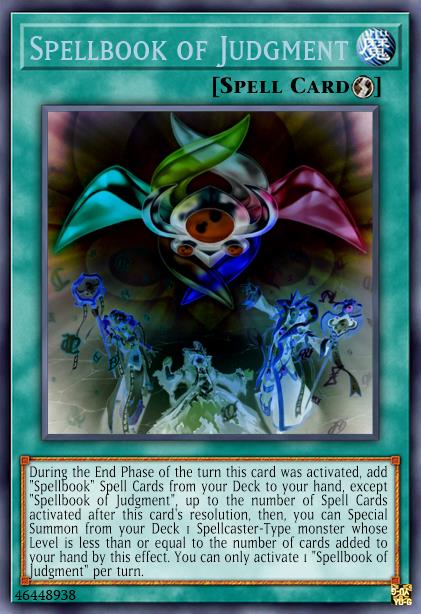 Spellbook of Judgment
魔
[Spell Card]
During the End Phase of the turn this card was activated, add
"Spellbook" Spell Cards from your Deck to your hand, except
"Spellbook of Judgment", up to the number of Spell Cards
activated after this card's resolution, then, you can Special
Summon from your Deck 1 Spellcaster-Type monster whose
Level is less than or equal to the number of cards added to
your hand by this effect. You can only activate 1 "Spellbook of
Judgment" per turn.
46448938